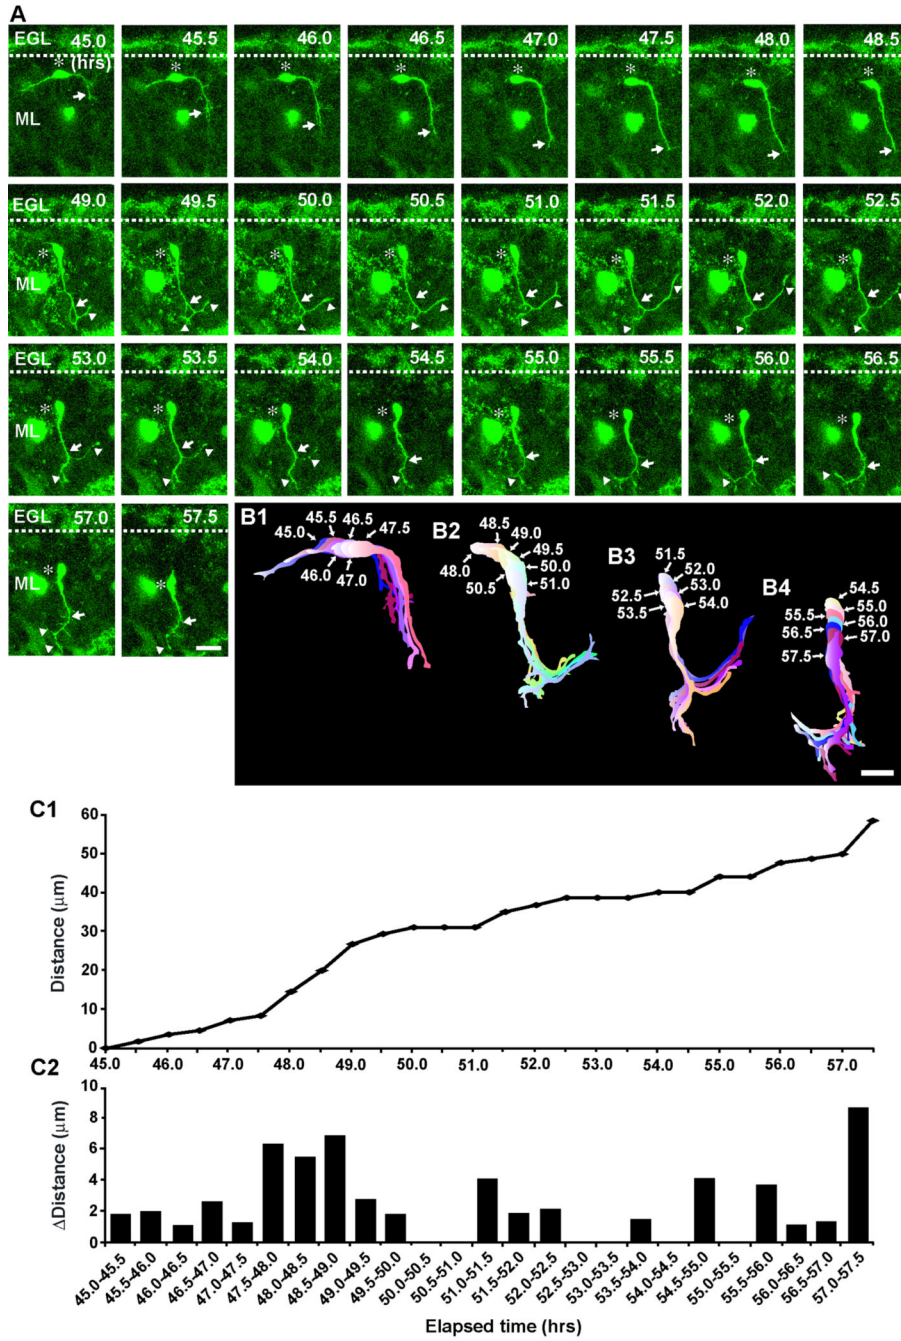 A
EGL 45.0 (hrs) 45.5 46.0 46.5 47.0 47.5 48.0 48.5
* * * * * * * *
ML
EGL 49.0 49.5 50.0 50.5 51.0 51.5 52.0 52.5
* * * * * * * *
ML
EGL 53.0 53.5 54.0 54.5 55.0 55.5 56.0 56.5
* * * * * * * *
ML
EGL 57.0 57.5
* *
ML
B1
45.0 45.5 46.5 47.5
46.0 47.0
B2
48.5
49.0
48.0 49.5
50.0
50.5 51.0
B3
51.5
52.0
52.5 53.0
53.5 54.0
B4
54.5
55.0
55.5 56.0
56.5 57.0
57.5
C1
Distance (µm)
60
50
40
30
20
10
0
45.0 46.0 47.0 48.0 49.0 50.0 51.0 52.0 53.0 54.0 55.0 56.0 57.0
C2
ΔDistance (µm)
10
8
6
4
2
0
45.0-45.5 45.5-46.0 46.0-46.5 46.5-47.0 47.0-47.5 47.5-48.0 48.0-48.5 48.5-49.0 49.0-49.5 49.5-50.0 50.0-50.5 50.5-51.0 51.0-51.5 51.5-52.0 52.0-52.5 52.5-53.0 53.0-53.5 53.5-54.0 54.0-54.5 54.5-55.0 55.0-55.5 55.5-56.0 56.0-56.5 56.5-57.0 57.0-57.5
Elapsed time (hrs)